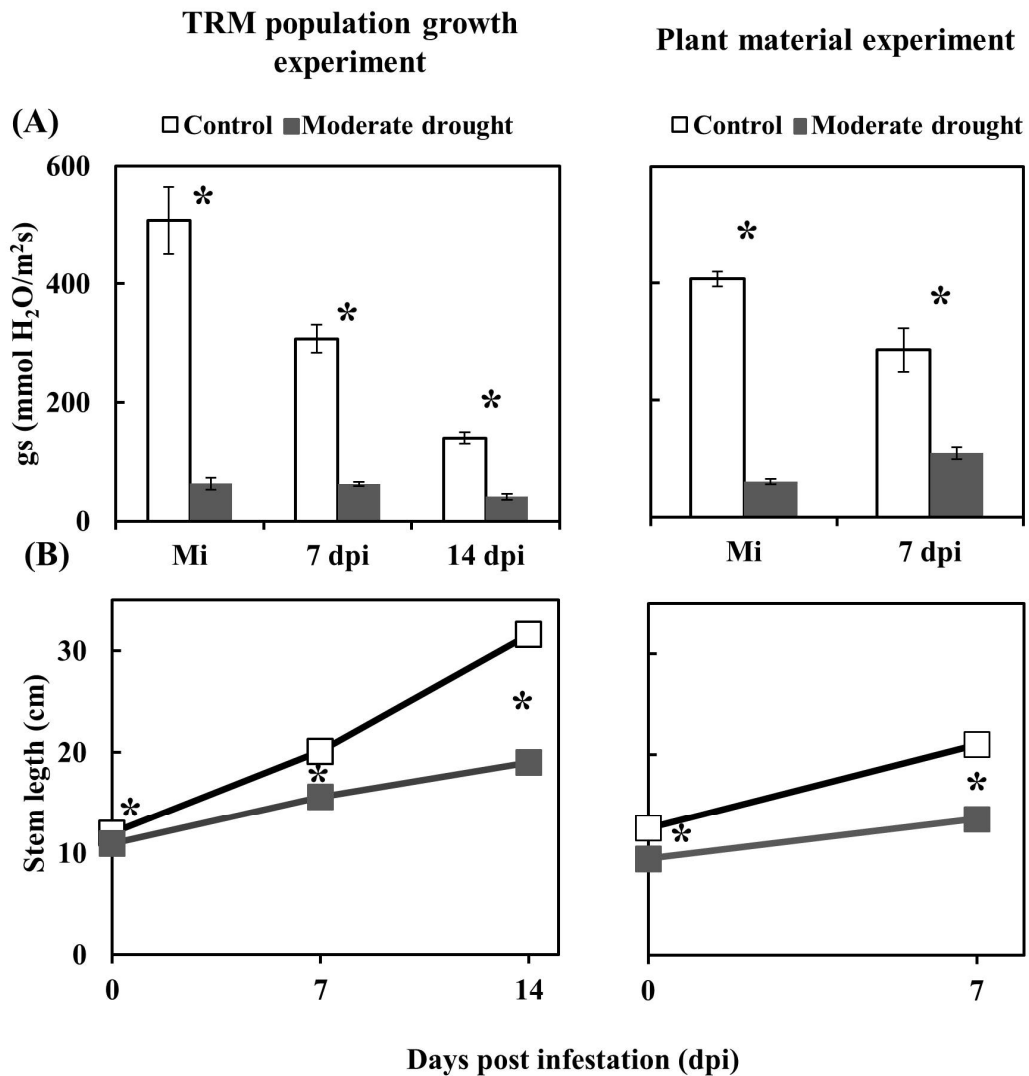 TRM population growth
experiment
Plant material experiment
(A)
□Control ■Moderate drought
□Control ■Moderate drought
gs (mmol H₂O/m²s)
600
400
200
0
*
*
*
*
*
Mi
7 dpi
14 dpi
Mi
7 dpi
(B)
Stem legth (cm)
30
20
10
0
*
*
*
*
*
0
7
14
0
7
Days post infestation (dpi)